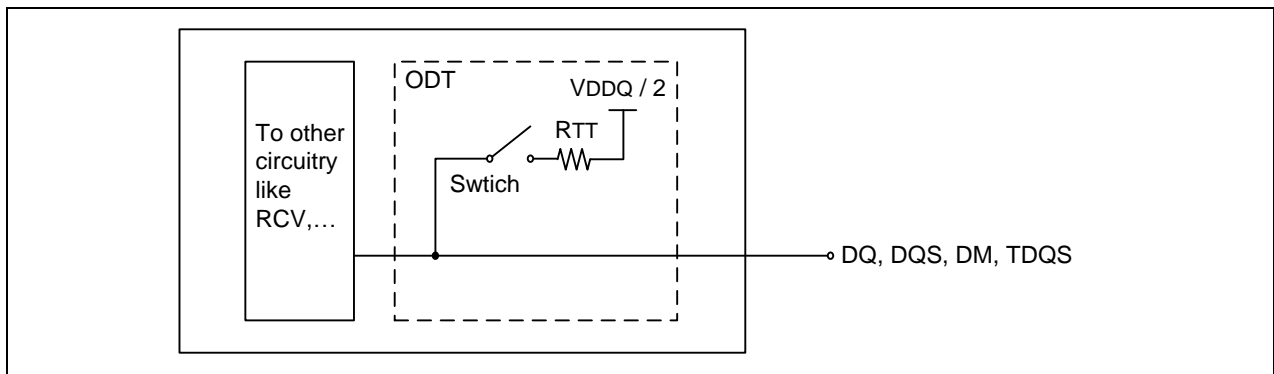 ODT
VDDQ / 2
RTT
Swtich
To other
circuitry
like
RCV,…
DQ, DQS, DM, TDQS